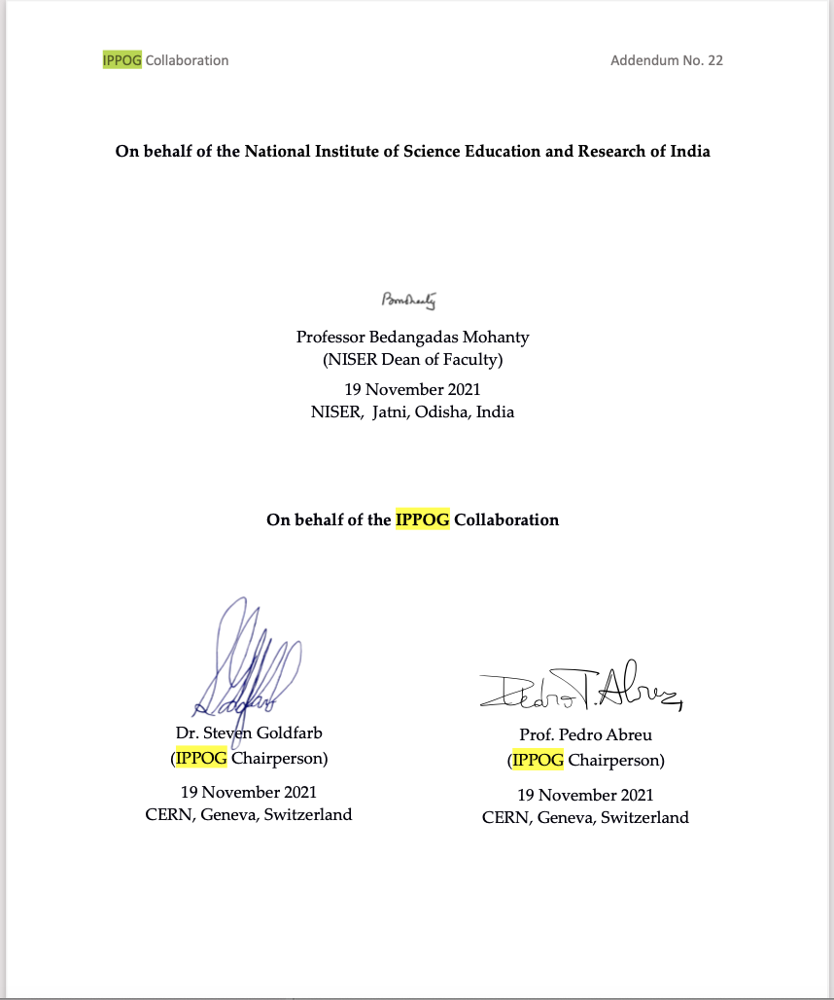 IPPOG Collaboration Addendum No. 22
On behalf of the National Institute of Science Education and Research of India
Bmohanty
Professor Bedangadas Mohanty
(NISER Dean of Faculty)
19 November 2021
NISER, Jatni, Odisha, India
On behalf of the IPPOG Collaboration
Pedro T. Abreu
Dr. Steven Goldfarb
(IPPOG Chairperson)
19 November 2021
CERN, Geneva, Switzerland
Prof. Pedro Abreu
(IPPOG Chairperson)
19 November 2021
CERN, Geneva, Switzerland